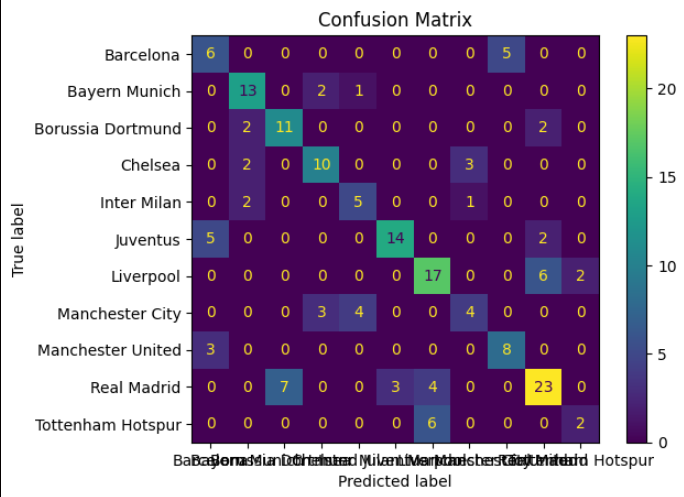 Confusion Matrix
Barcelona 6 0 0 0 0 0 0 0 5 0 0
Bayern Munich 0 13 0 2 1 0 0 0 0 0 0
Borussia Dortmund 0 2 11 0 0 0 0 0 0 2 0
Chelsea 0 2 0 10 0 0 0 3 0 0 0
Inter Milan 0 2 0 0 5 0 0 1 0 0 0
Juventus 5 0 0 0 0 14 0 0 0 2 0
Liverpool 0 0 0 0 0 0 17 0 0 6 2
Manchester City 0 0 0 3 4 0 0 4 0 0 0
Manchester United 3 0 0 0 0 0 0 0 8 0 0
Real Madrid 0 0 7 0 0 3 4 0 0 23 0
Tottenham Hotspur 0 0 0 0 0 0 6 0 0 0 2
True label
Hotspur
Predicted label
20
15
10
5
0